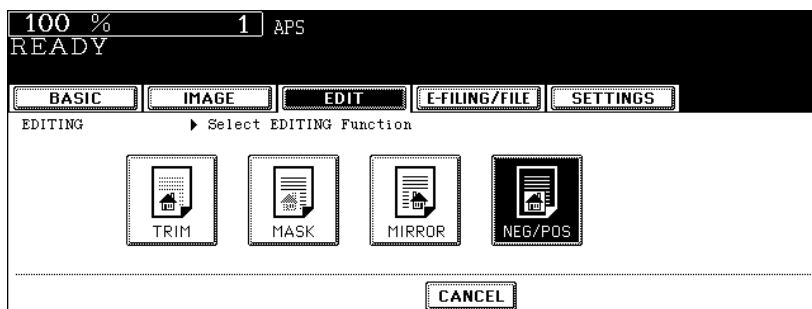 100 % 1 APS
READY
BASIC IMAGE EDIT E-FILING/FILE SETTINGS
EDITING ▶ Select EDITING Function
TRIM MASK MIRROR NEG/POS
CANCEL